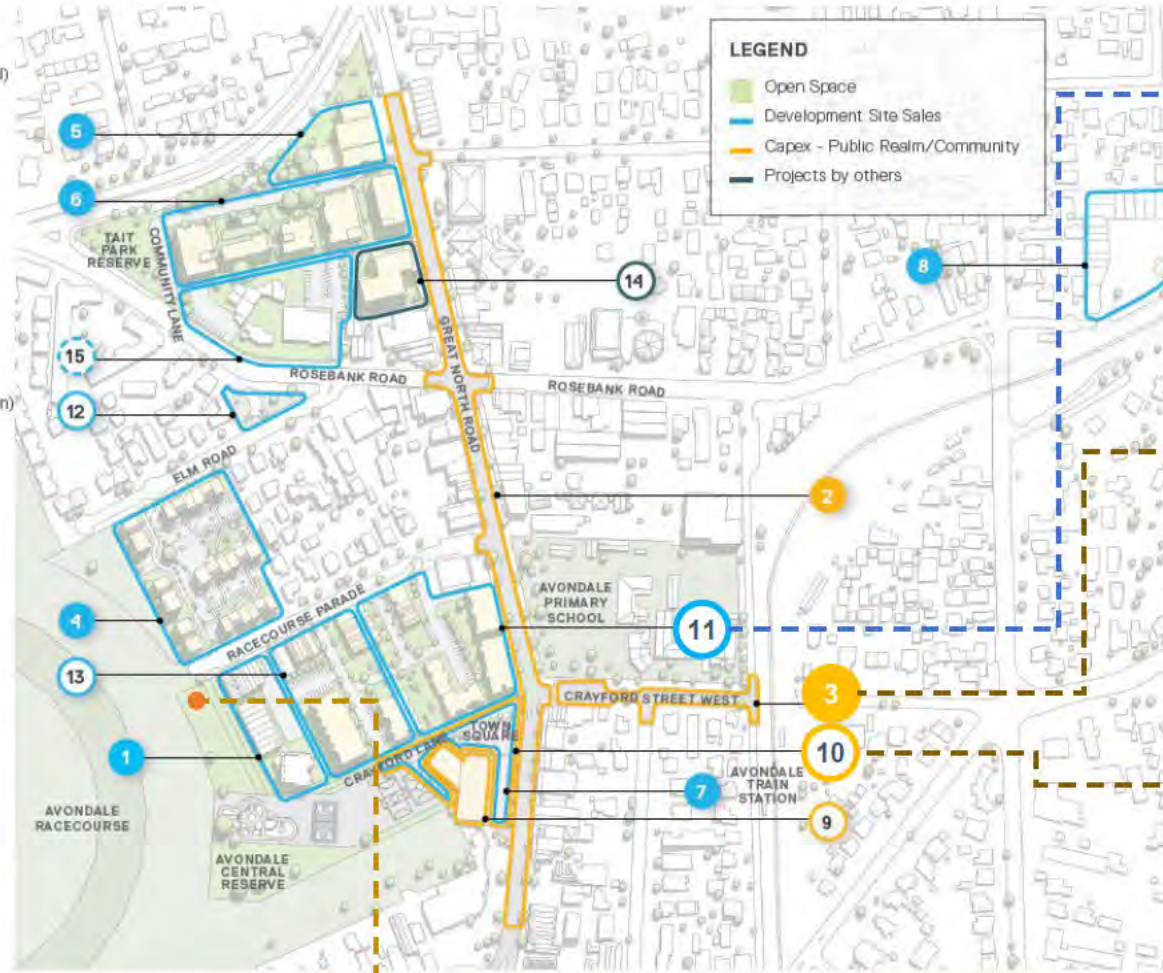 LEGEND
Open Space
Development Site Sales
Capex - Public Realm/Community
Projects by others
5
6
TAIT
PARK
RESERVE
COMMUNITY LANE
8
14
GREAT NORTH ROAD
15
ROSEBANK ROAD
ROSEBANK ROAD
12
ELM ROAD
2
4
RACECOURSE PARADE
AVONDALE
PRIMARY
SCHOOL
11
13
CRAYFORD STREET WEST
3
TOWN
SQUARE
CRAYFORD LANE
10
1
7
AVONDALE
TRAIN
STATION
9
AVONDALE
RACECOURSE
AVONDALE
CENTRAL
RESERVE